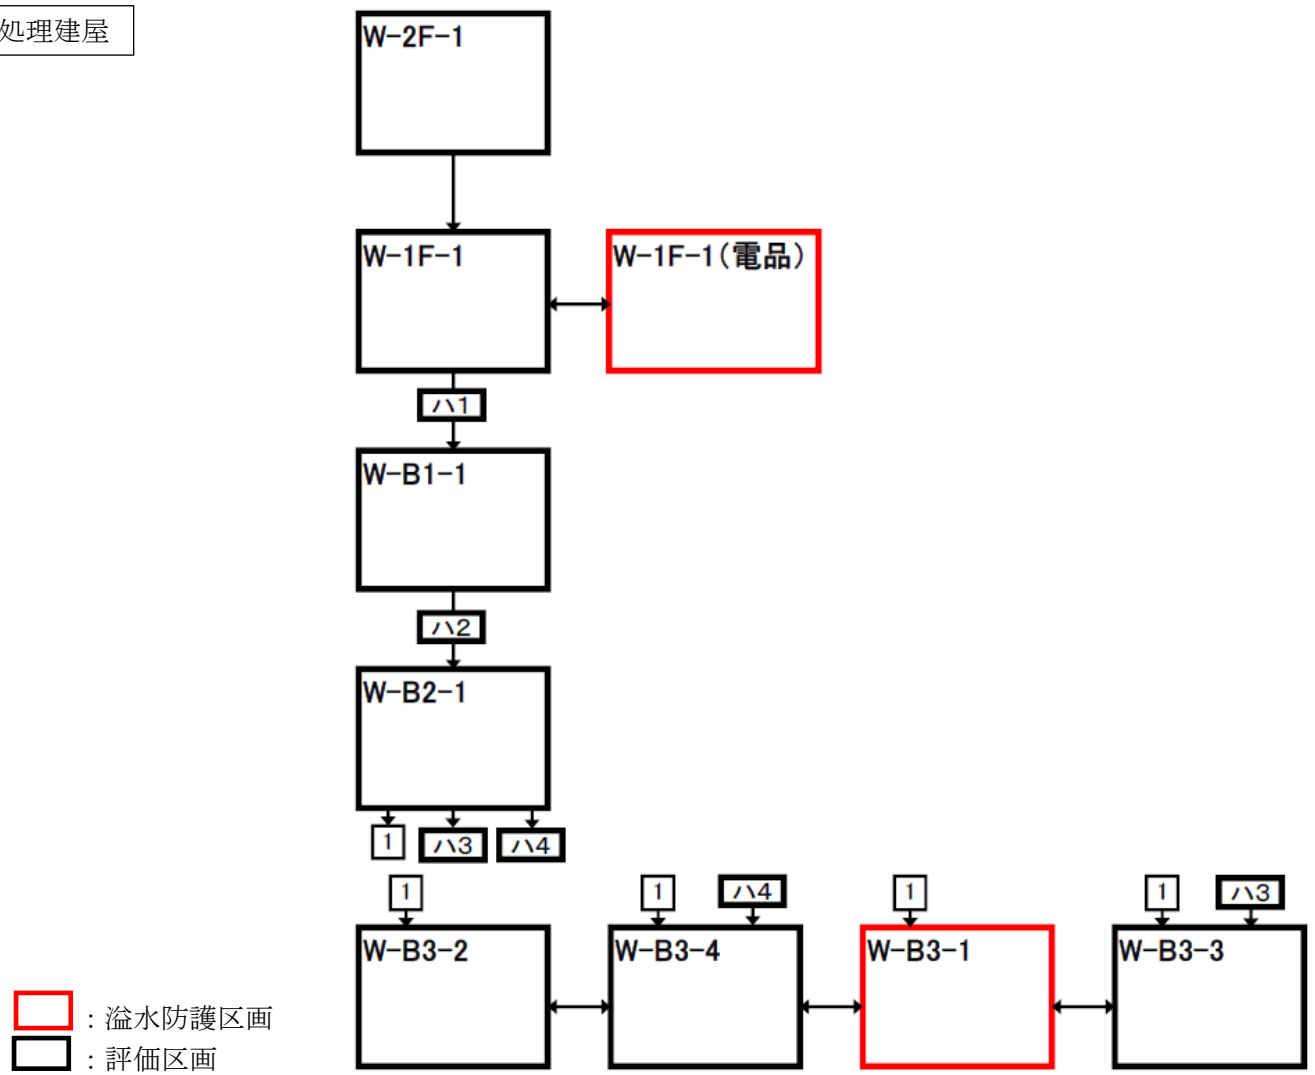 処理建屋
W-2F-1
W-1F-1
W-1F-1(電品)
ハ1
W-B1-1
ハ2
W-B2-1
1
ハ3
ハ4
1
1
ハ4
1
1
ハ3
W-B3-2
W-B3-4
W-B3-1
W-B3-3
：溢水防護区画
：評価区画